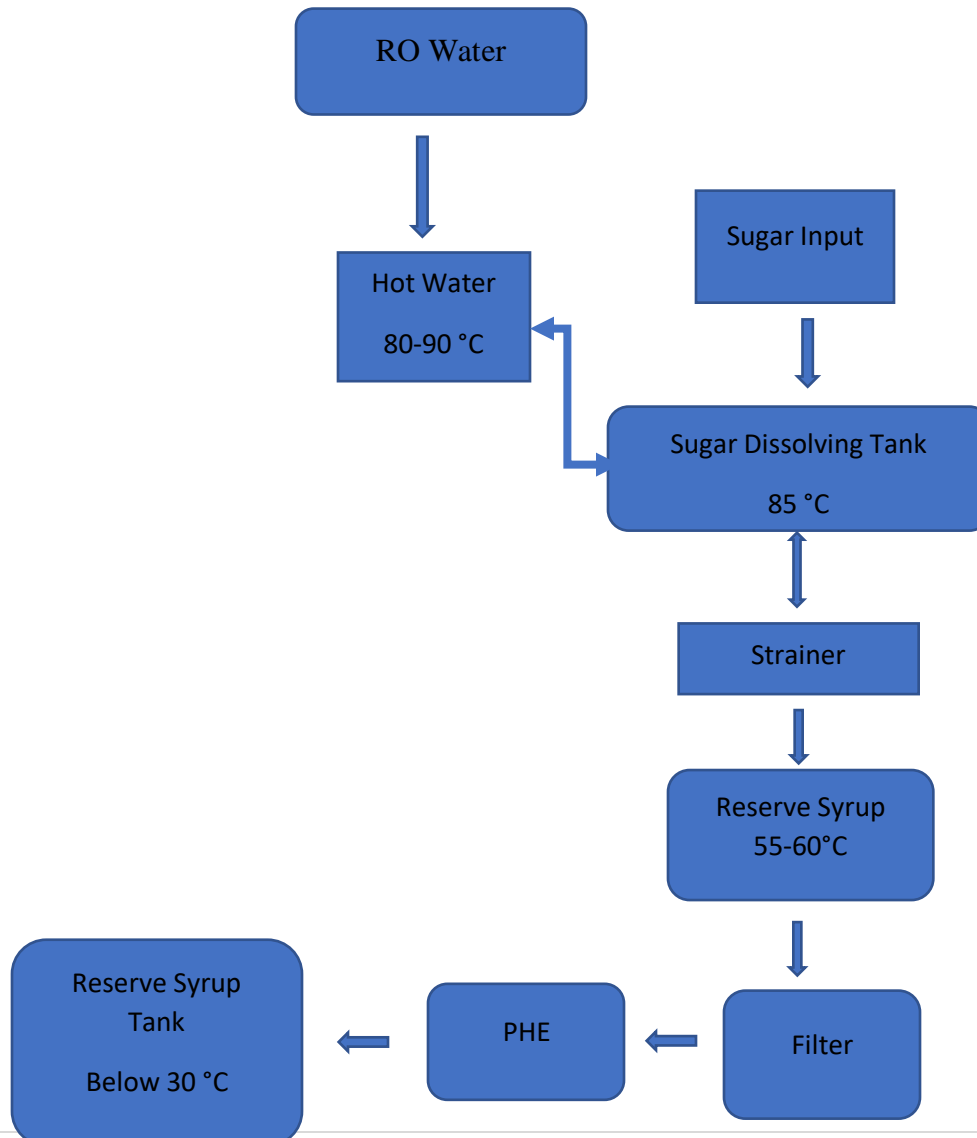 RO Water
Sugar Input
Hot Water
80-90 °C
Sugar Dissolving Tank
85 °C
Strainer
Reserve Syrup
55-60°C
Reserve Syrup
Tank
Below 30 °C
PHE
Filter